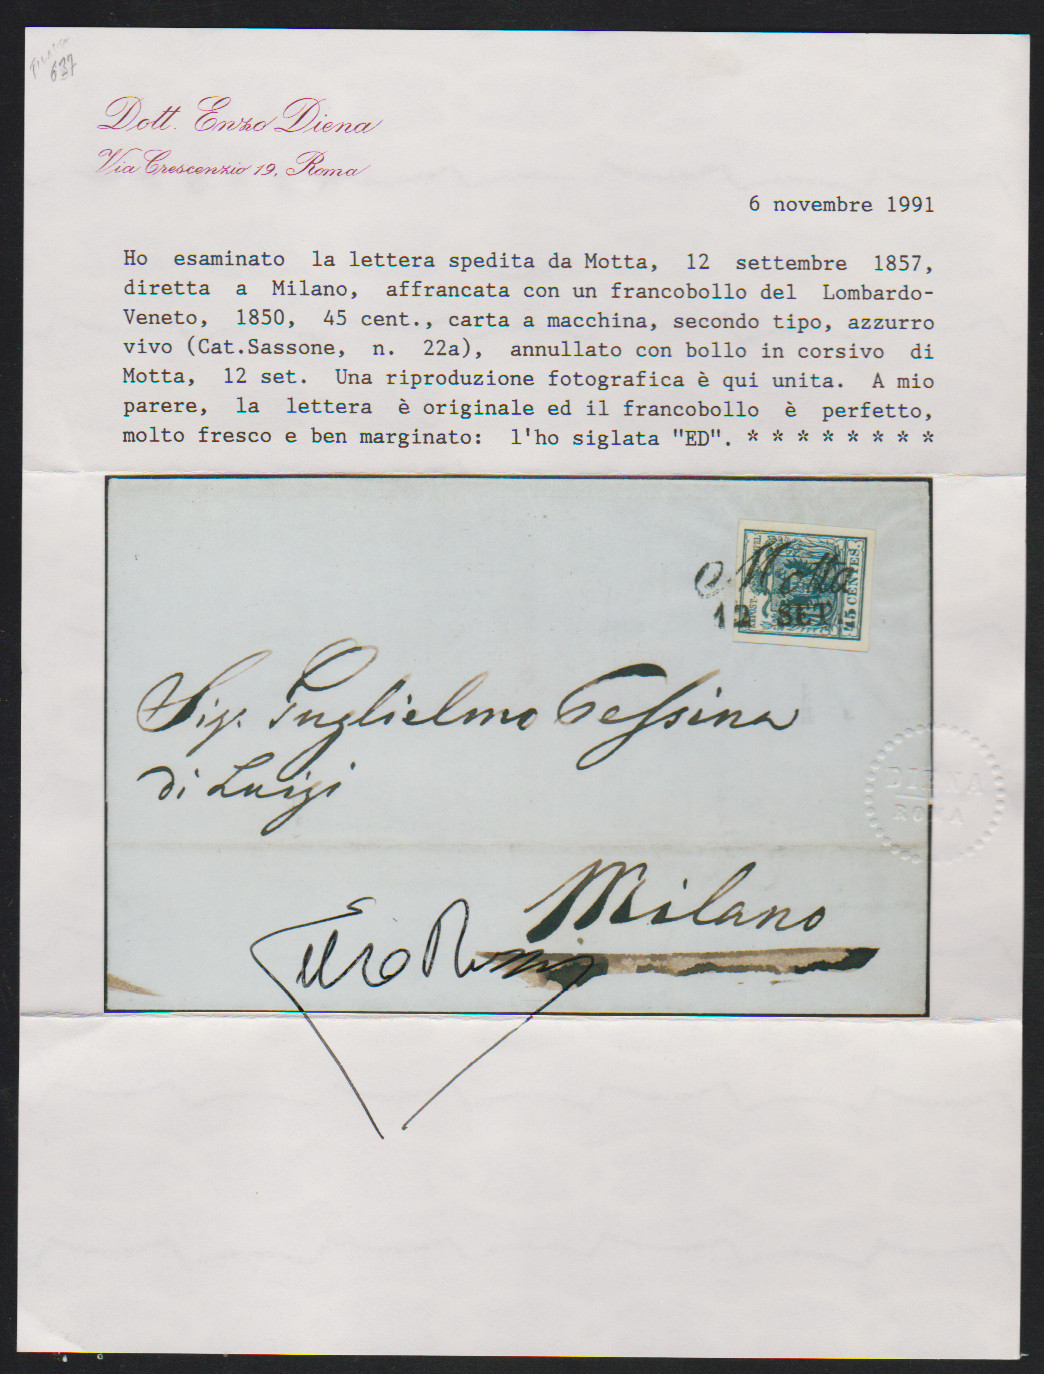 637
Dott. Enzo Diena
Via Crescenzio 19, Roma
6 novembre 1991
Ho esaminato la lettera spedita da Motta, 12 settembre 1857,
diretta a Milano, affrancata con un francobollo del Lombardo-
Veneto, 1850, 45 cent., carta a macchina, secondo tipo, azzurro
vivo (Cat.Sassone, n. 22a), annullato con bollo in corsivo di
Motta, 12 set. Una riproduzione fotografica è qui unita. A mio
parere, la lettera è originale ed il francobollo è perfetto,
molto fresco e ben marginato: l'ho siglata "ED". * * * * * * * *
Motta
12 SET.
45 CENTES.
Sig. Guglielmo Tessina
di Luigi
DIENA
ROMA
Milano